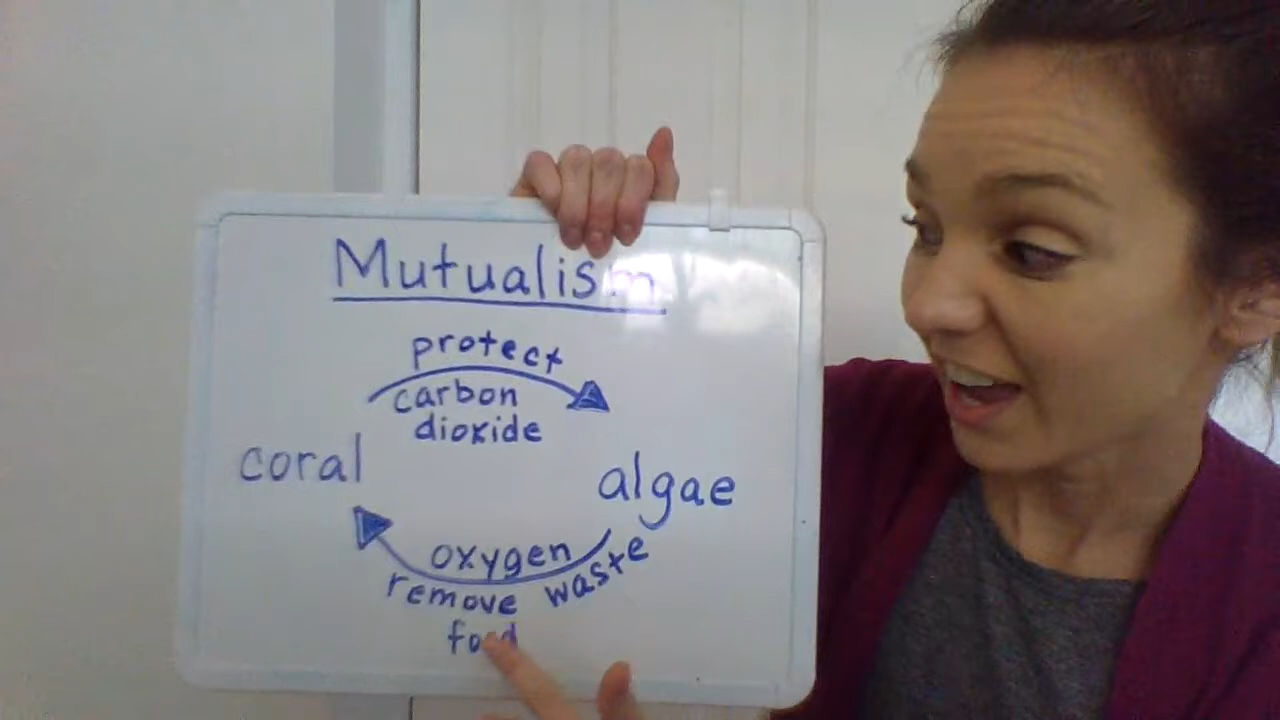 Mutualism
protect
carbon
dioxide
coral
algae
oxygen
remove waste
food